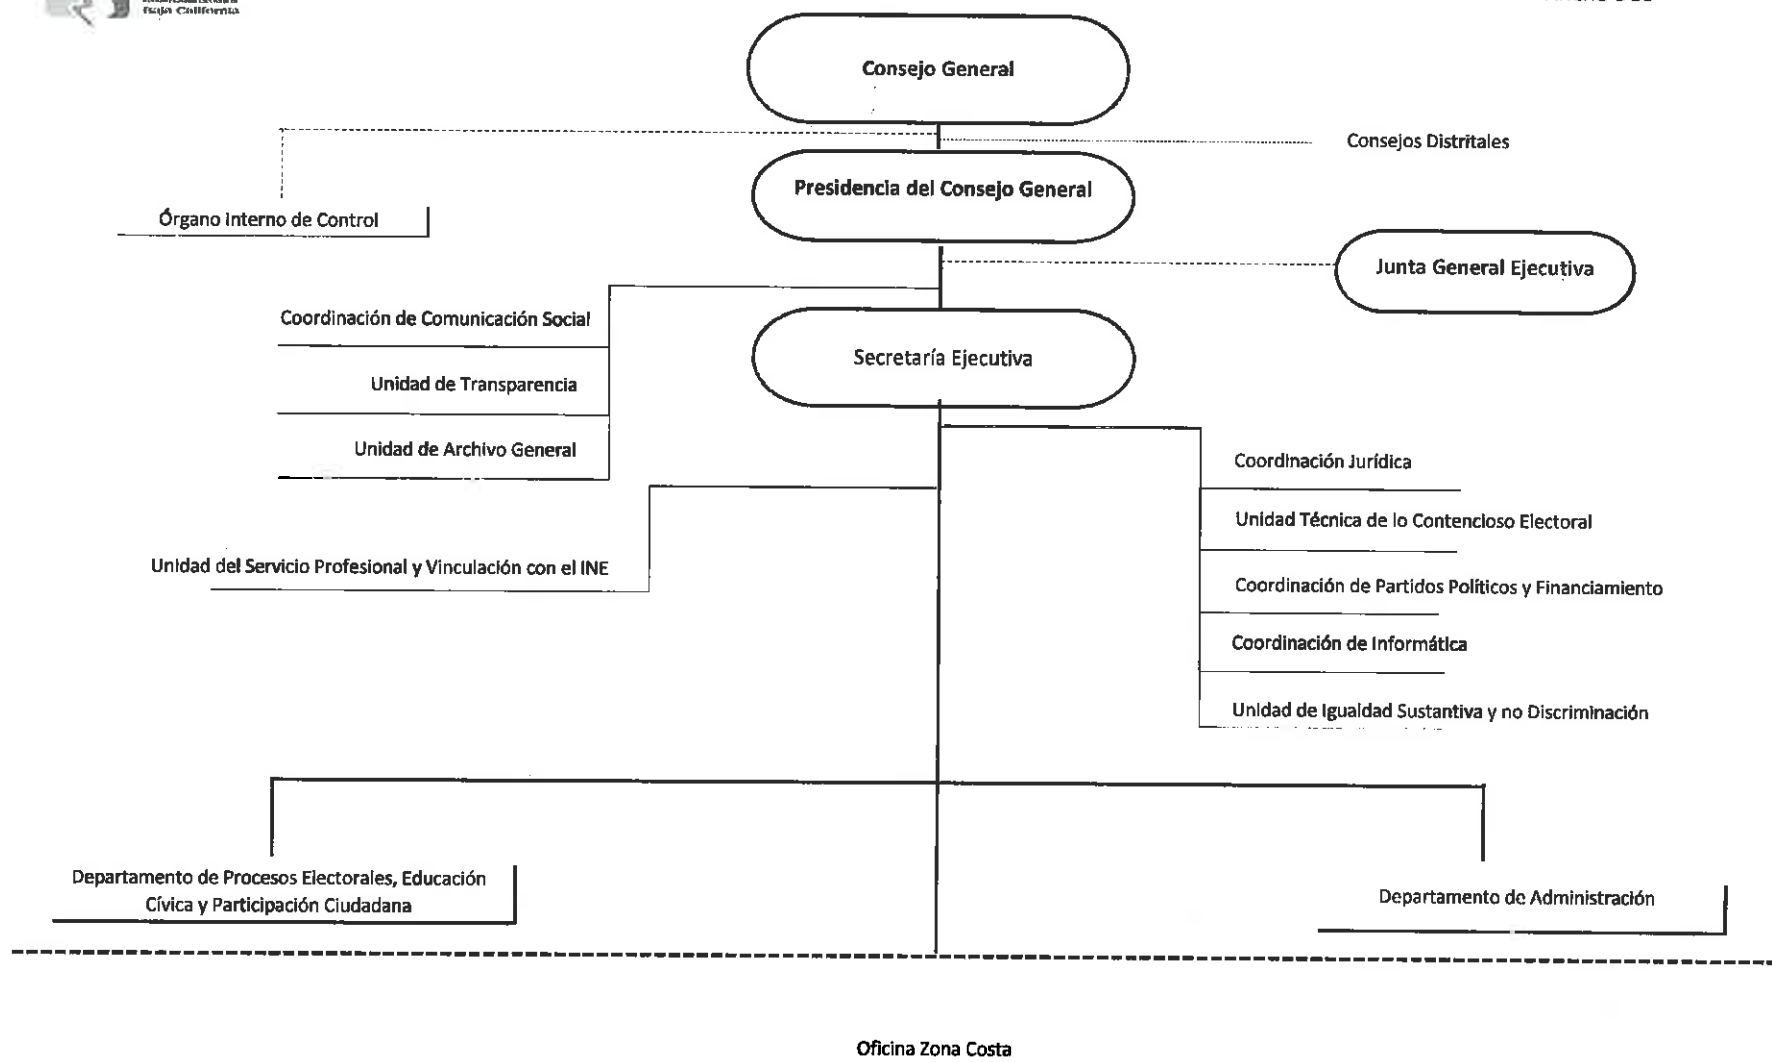 Baja California
Consejo General
Consejos Distritales
Presidencia del Consejo General
Órgano Interno de Control
Junta General Ejecutiva
Coordinación de Comunicación Social
Secretaría Ejecutiva
Unidad de Transparencia
Unidad de Archivo General
Coordinación Jurídica
Unidad Técnica de lo Contencioso Electoral
Unidad del Servicio Profesional y Vinculación con el INE
Coordinación de Partidos Políticos y Financiamiento
Coordinación de Informática
Unidad de Igualdad Sustantiva y no Discriminación
Departamento de Procesos Electorales, Educación
Cívica y Participación Ciudadana
Departamento de Administración
Oficina Zona Costa